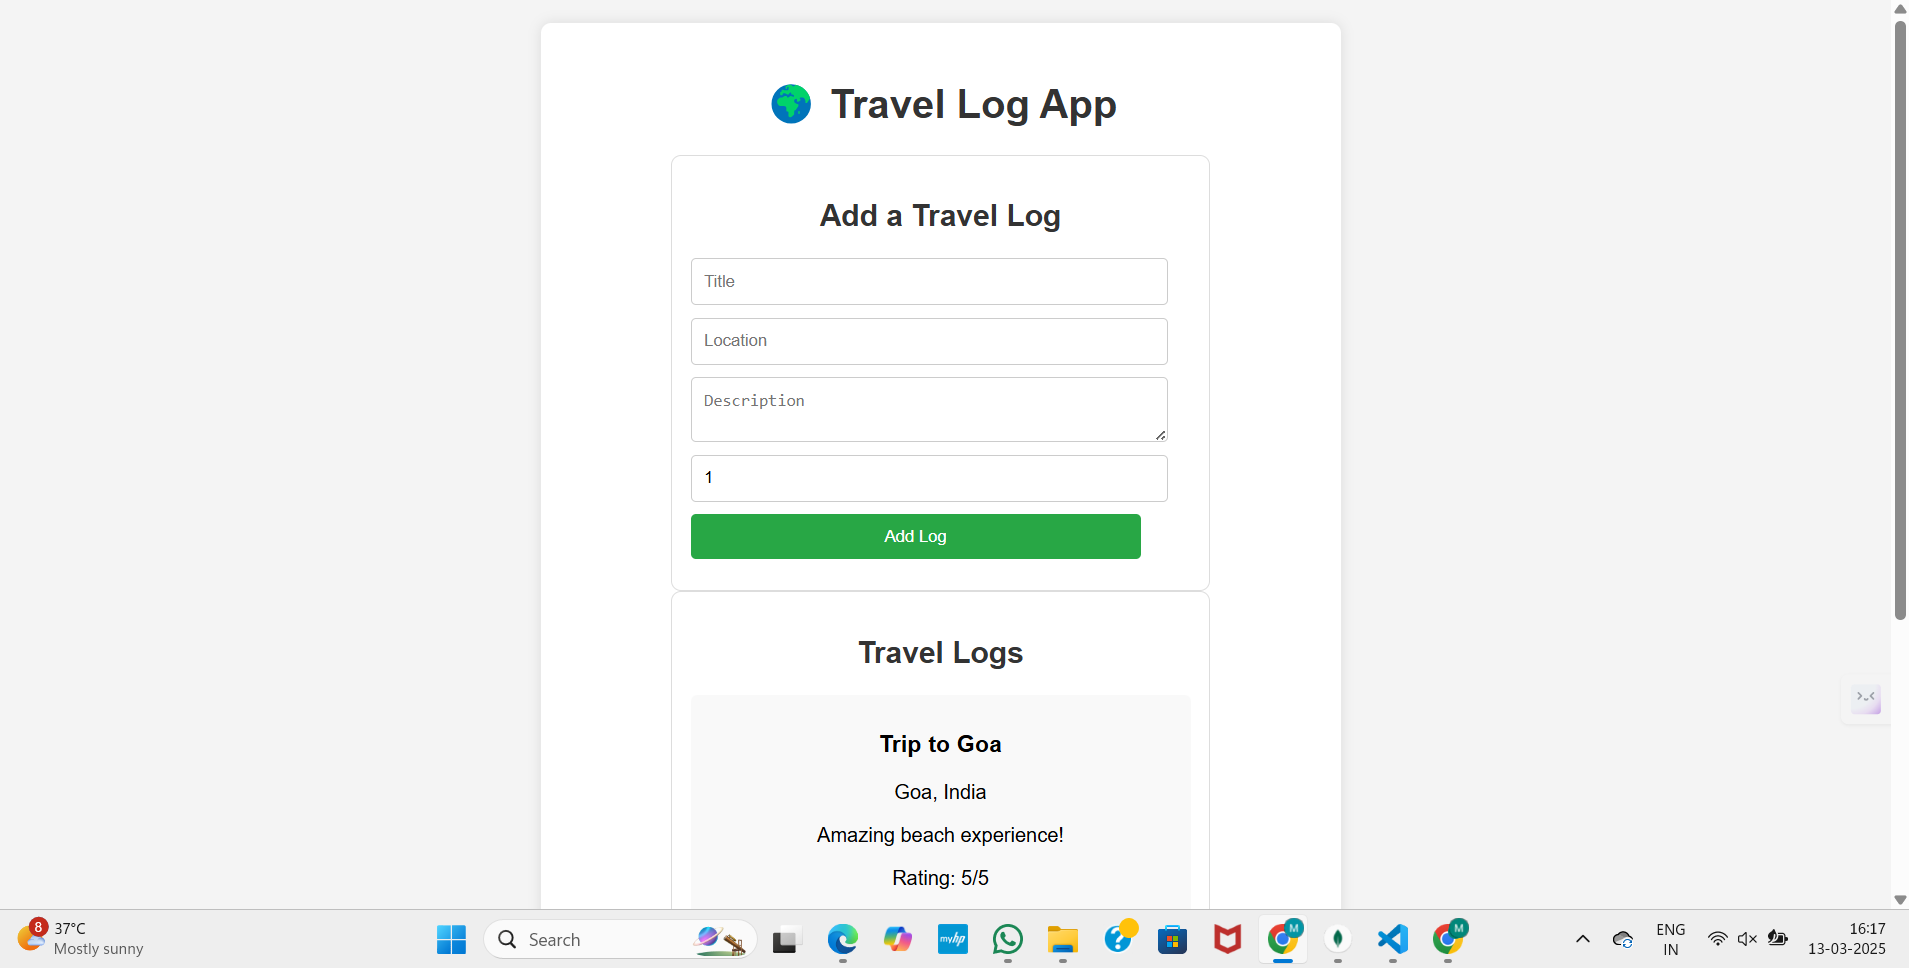 Travel Log App
Add a Travel Log
Title
Location
Description
1
Add Log
Travel Logs
Trip to Goa
Goa, India
Amazing beach experience!
Rating: 5/5
8
37°C
Mostly sunny
Search
myhp
M
M
ENG
IN
16:17
13-03-2025